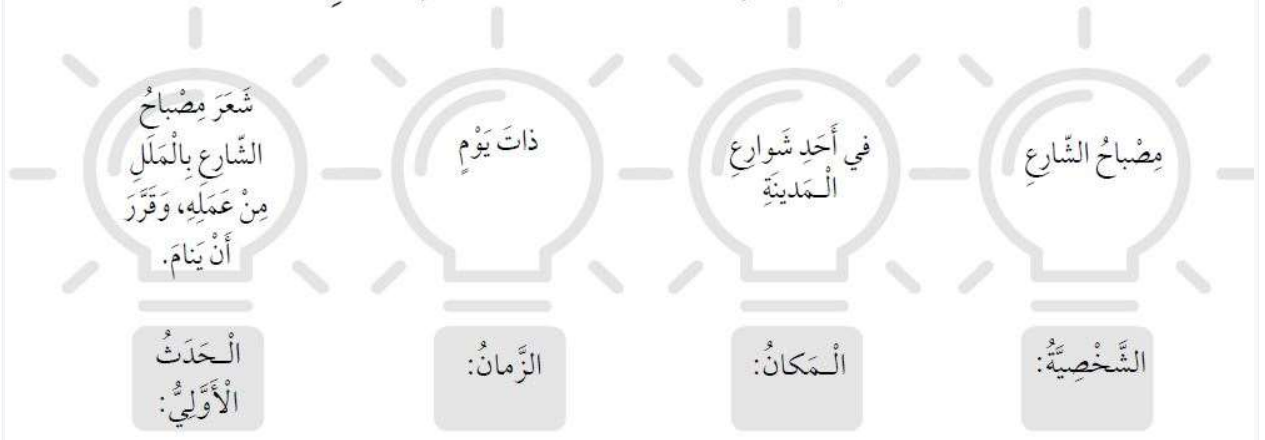 مِصْباحُ الشّارِعِ
في أَحَدِ شَوارِعِ
الْـمَدينَةِ
ذاتَ يَوْمٍ
شَعَرَ مِصْباحُ
الشّارِعِ بِالْمَلَلِ
مِنْ عَمَلِهِ، وَقَرَّرَ
أَنْ يَنامَ.
الشَّخْصِيَّةُ:
الْـمَكانُ:
الزَّمانُ:
الْـحَدَثُ
الْأَوَّلِيُّ: